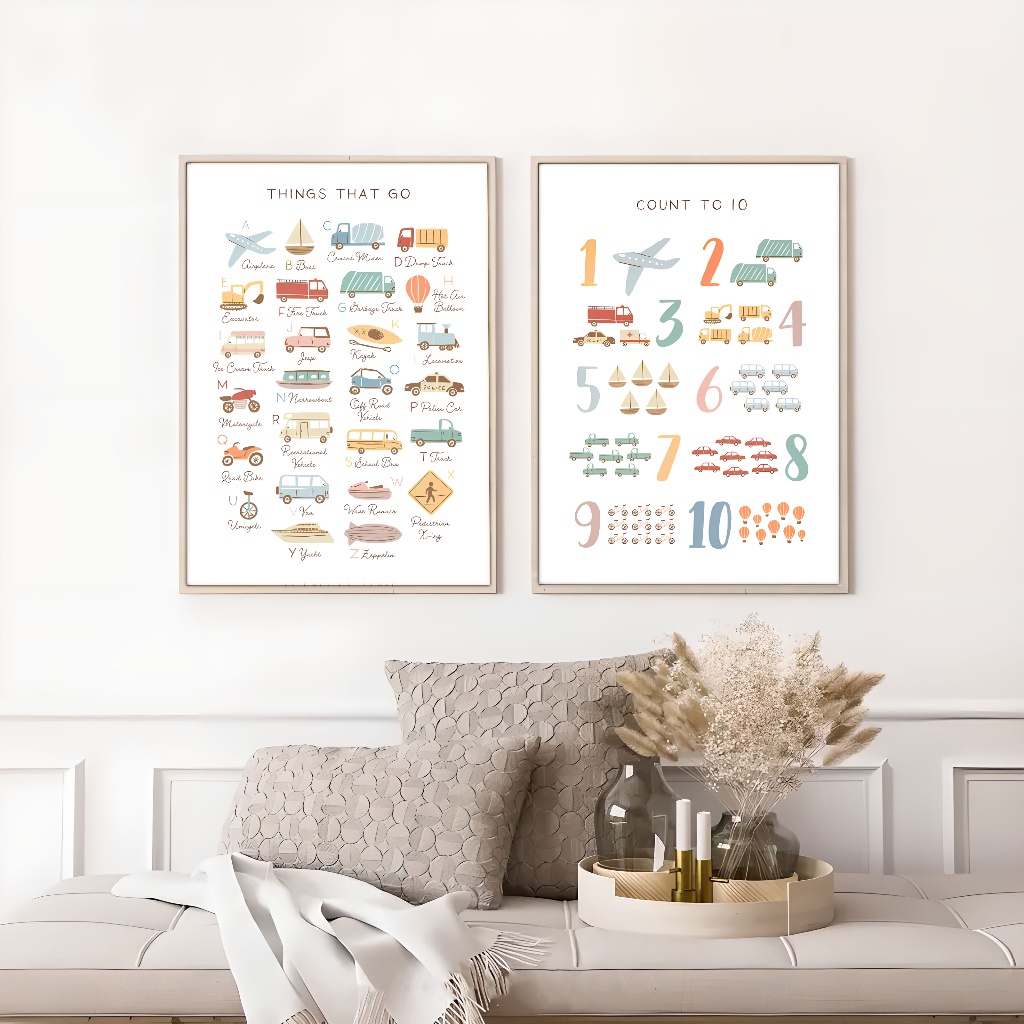 THINGS THAT GO
A Airplane
B Boat
C Cement Mixer
D Dump Truck
E Excavator
F Fire Truck
G Garbage Truck
H Hot Air
Balloon
I Ice Cream Truck
J Jeep
K Kayak
L Locomotive
M Motorcycle
N Narrowboat
O Off Road
Vehicle
POLICE
P Police Car
Q Quad Bike
R Recreational
Vehicle
S School Bus
T Truck
U Unicycle
V Van
W Wave Runner
X Pedestrian
X-ing
Y Yacht
Z Zeppelin
COUNT TO 10
1 2
3 4
5 6
7 8
9 10